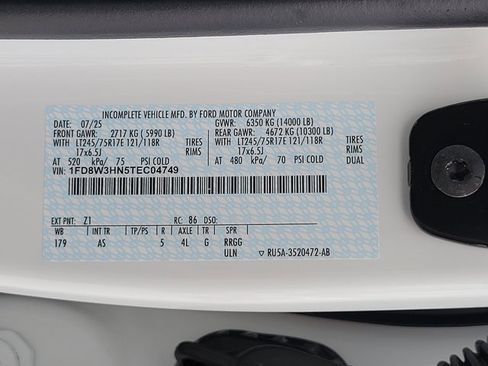 INCOMPLETE VEHICLE MFD. BY FORD MOTOR COMPANY
DATE: 07/25 GVWR: 6350 KG (14000 LB)
FRONT GAWR: 2717 KG ( 5990 LB) REAR GAWR: 4672 KG (10300 LB)
WITH LT245/75R17E 121/118R TIRES WITH LT245/75R17E 121/118R TIRES
17x6.5J RIMS 17x6.5J RIMS
AT 520 kPa/ 75 PSI COLD AT 480 kPa/ 70 PSI COLD
VIN: 1FD8W3HN5TEC04749
EXT PNT: Z1 RC: 86 DSO:
WB INT TR TP/PS R AXLE TR SPR
179 AS 5 4L G RRGG
ULN ▽ RU5A-3520472-AB